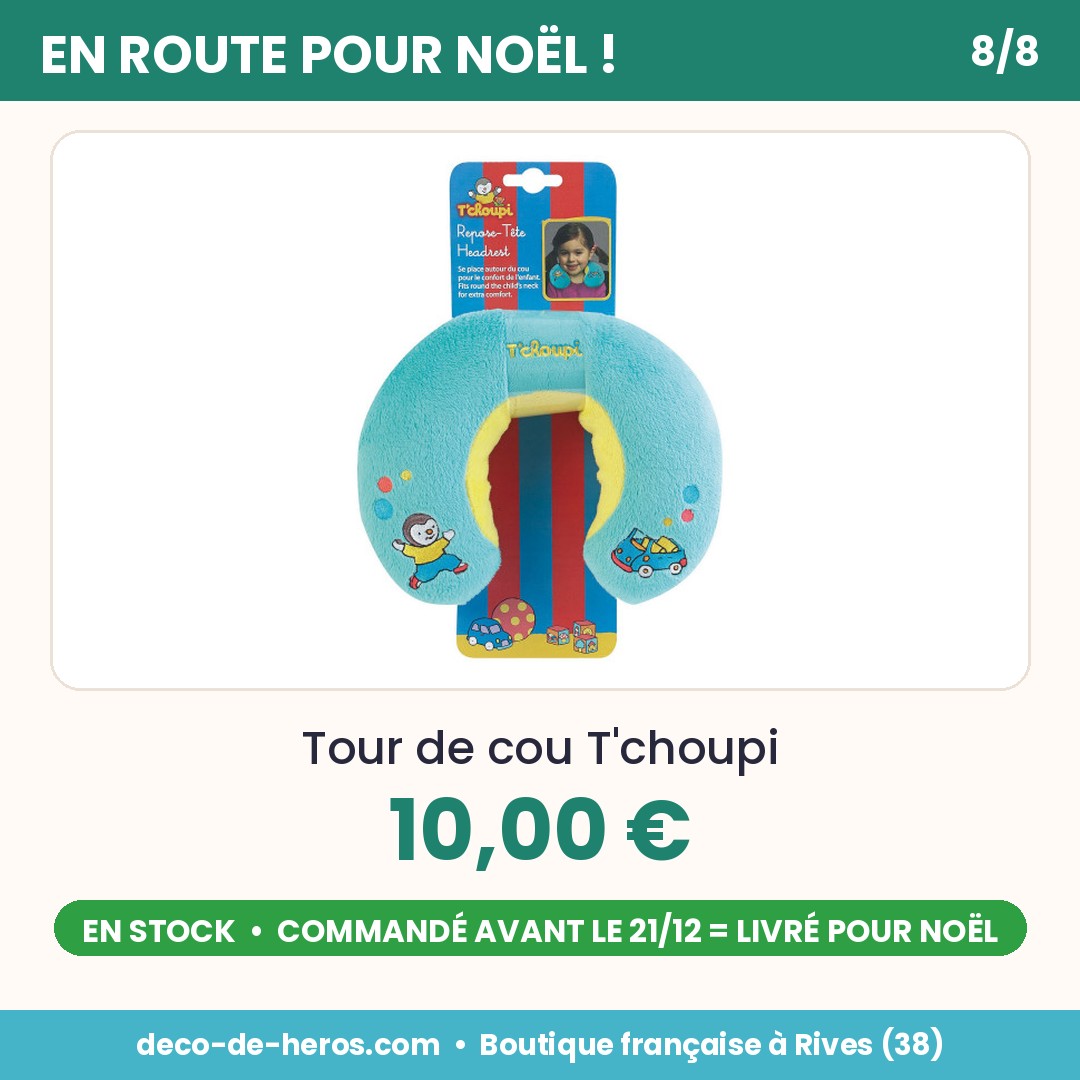 EN ROUTE POUR NOËL !
8/8
T'choupi
Repose-Tête
Headrest
Se place autour du cou
pour le confort de l'enfant.
Fits round the child's neck
for extra comfort.
T'choupi
Tour de cou T'choupi
10,00 €
EN STOCK • COMMANDÉ AVANT LE 21/12 = LIVRÉ POUR NOËL
deco-de-heros.com • Boutique française à Rives (38)